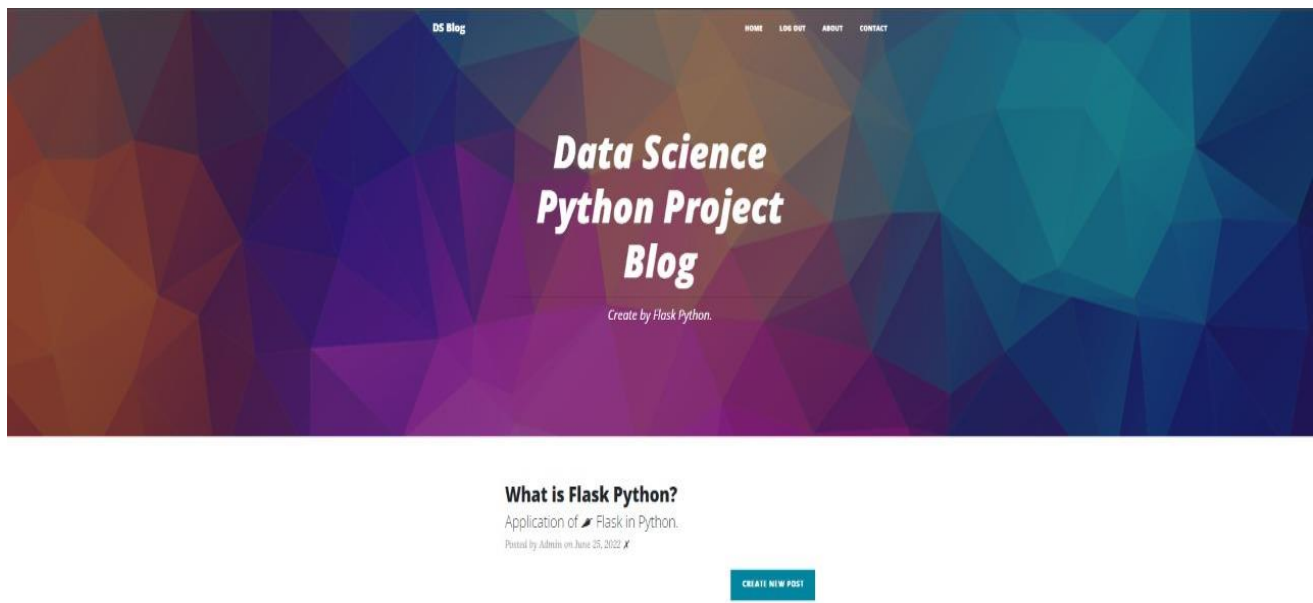 DS Blog
HOME LOG OUT ABOUT CONTACT
Data Science
Python Project
Blog
Create by Flask Python.
What is Flask Python?
Application of 🌶 Flask in Python.
Posted by Admin on June 25, 2022 ✘
CREATE NEW POST